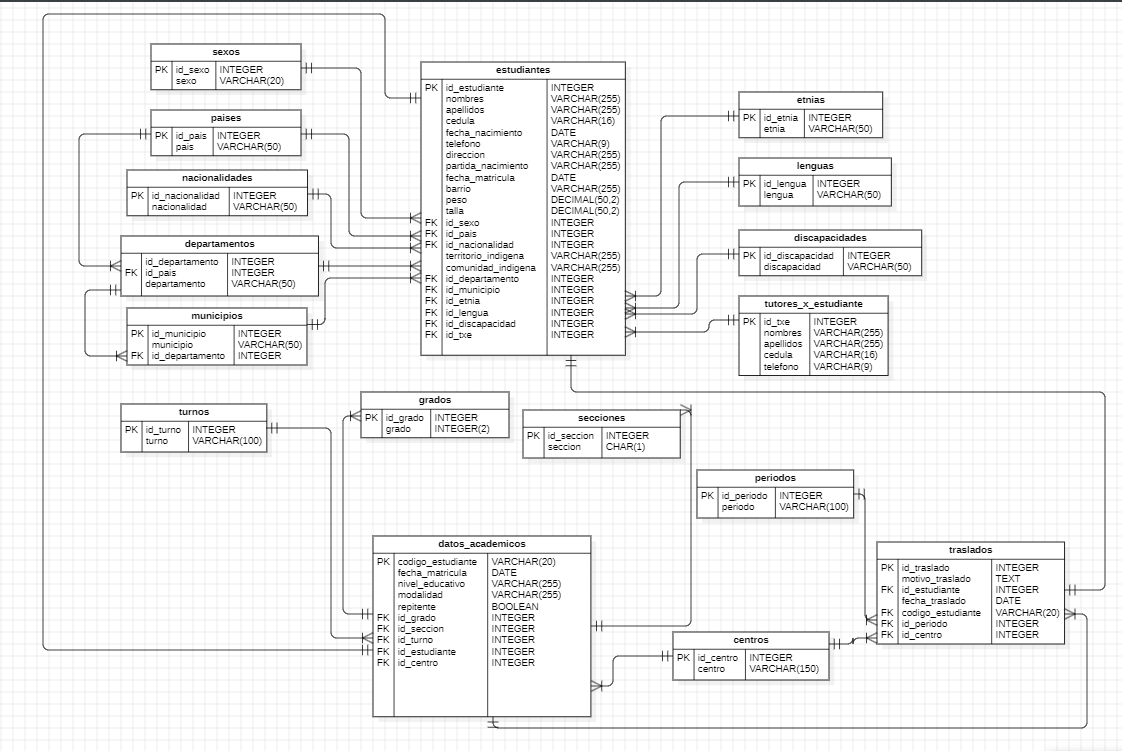 sexos
PK id_sexo INTEGER
sexo VARCHAR(20)
paises
PK id_pais INTEGER
pais VARCHAR(50)
nacionalidades
PK id_nacionalidad INTEGER
nacionalidad VARCHAR(50)
departamentos
id_departamento INTEGER
FK id_pais INTEGER
departamento VARCHAR(50)
municipios
PK id_municipio INTEGER
municipio VARCHAR(50)
FK id_departamento INTEGER
estudiantes
PK id_estudiante INTEGER
nombres VARCHAR(255)
apellidos VARCHAR(255)
cedula VARCHAR(16)
fecha_nacimiento DATE
telefono VARCHAR(9)
direccion VARCHAR(255)
partida_nacimiento VARCHAR(255)
fecha_matricula DATE
barrio VARCHAR(255)
peso DECIMAL(50,2)
talla DECIMAL(50,2)
FK id_sexo INTEGER
FK id_pais INTEGER
FK id_nacionalidad INTEGER
territorio_indigena VARCHAR(255)
comunidad_indigena VARCHAR(255)
FK id_departamento INTEGER
FK id_municipio INTEGER
FK id_etnia INTEGER
FK id_lengua INTEGER
FK id_discapacidad INTEGER
FK id_txe INTEGER
etnias
PK id_etnia INTEGER
etnia VARCHAR(50)
lenguas
PK id_lengua INTEGER
lengua VARCHAR(50)
discapacidades
PK id_discapacidad INTEGER
discapacidad VARCHAR(50)
tutores_x_estudiante
PK id_txe INTEGER
nombres VARCHAR(255)
apellidos VARCHAR(255)
cedula VARCHAR(16)
telefono VARCHAR(9)
turnos
PK id_turno INTEGER
turno VARCHAR(100)
grados
PK id_grado INTEGER
grado INTEGER(2)
secciones
PK id_seccion INTEGER
seccion CHAR(1)
periodos
PK id_periodo INTEGER
periodo VARCHAR(100)
datos_academicos
PK codigo_estudiante VARCHAR(20)
fecha_matricula DATE
nivel_educativo VARCHAR(255)
modalidad VARCHAR(255)
repitente BOOLEAN
FK id_grado INTEGER
FK id_seccion INTEGER
FK id_turno INTEGER
FK id_estudiante INTEGER
FK id_centro INTEGER
centros
PK id_centro INTEGER
centro VARCHAR(150)
traslados
PK id_traslado INTEGER
motivo_traslado TEXT
FK id_estudiante INTEGER
fecha_traslado DATE
FK codigo_estudiante VARCHAR(20)
FK id_periodo INTEGER
FK id_centro INTEGER